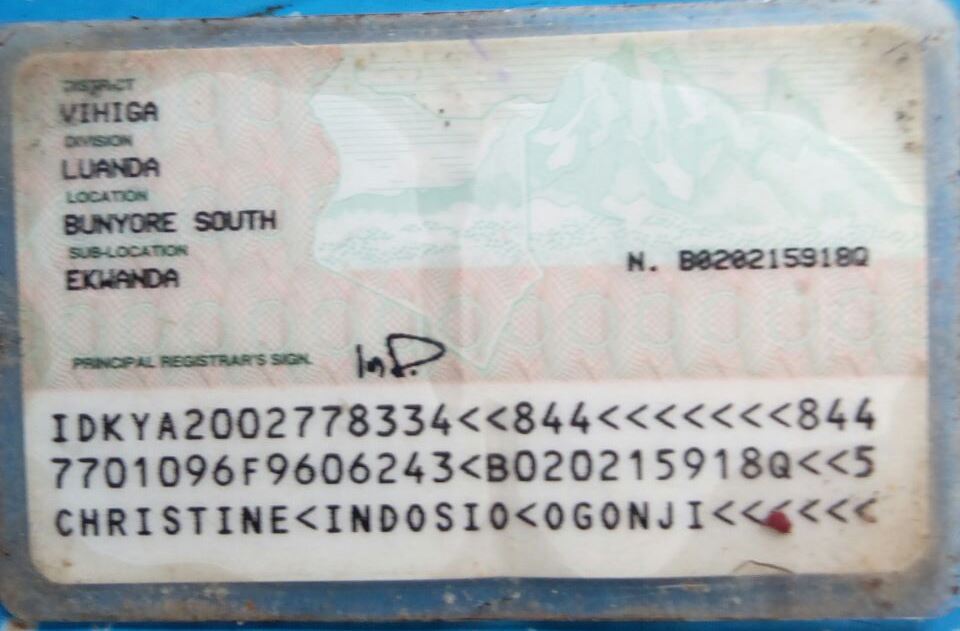 DISTRICT
VIHIGA
DIVISION
LUANDA
LOCATION
BUNYORE SOUTH
SUB-LOCATION
EKWANDA
N. B020215918Q
PRINCIPAL REGISTRAR'S SIGN.
IDKYA2002778334<<844<<<<<<<844
7701096F9606243<B020215918Q<<5
CHRISTINE<INDOSIO<OGONJI<<<<<<